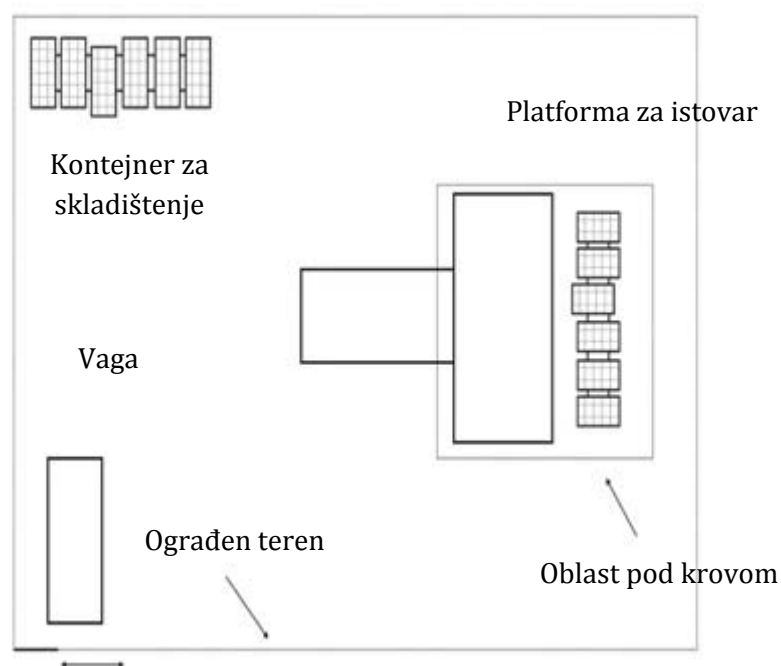 Platforma za istovar
Kontejner za
skladištenje
Vaga
Ograđen teren
Oblast pod krovom